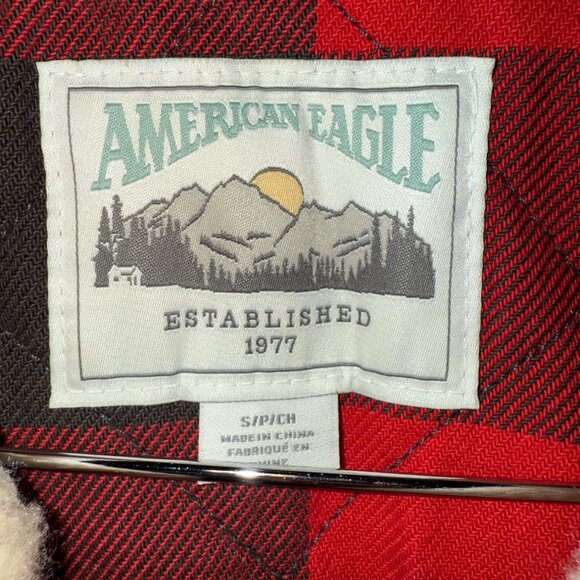 AMERICAN EAGLE
ESTABLISHED
1977
S/P/CH
MADE IN CHINA
FABRIQUÉ EN